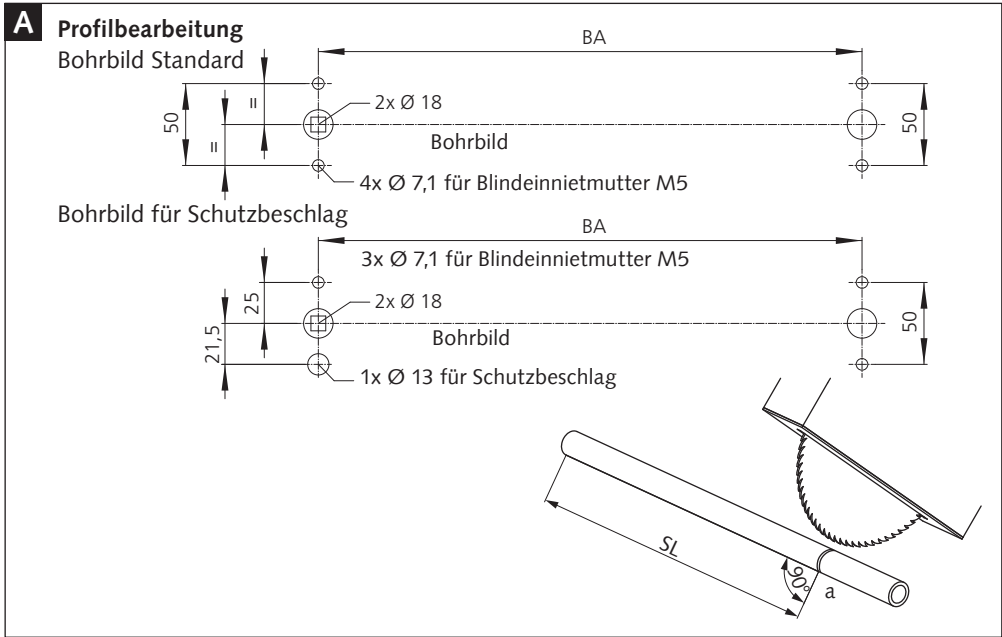 A
Profilbearbeitung
Bohrbild Standard
BA
50
=
=
2x Ø 18
50
Bohrbild
4x Ø 7,1 für Blindeinnietmutter M5
Bohrbild für Schutzbeschlag
BA
3x Ø 7,1 für Blindeinnietmutter M5
25
2x Ø 18
50
21,5
Bohrbild
1x Ø 13 für Schutzbeschlag
SL
90°
a